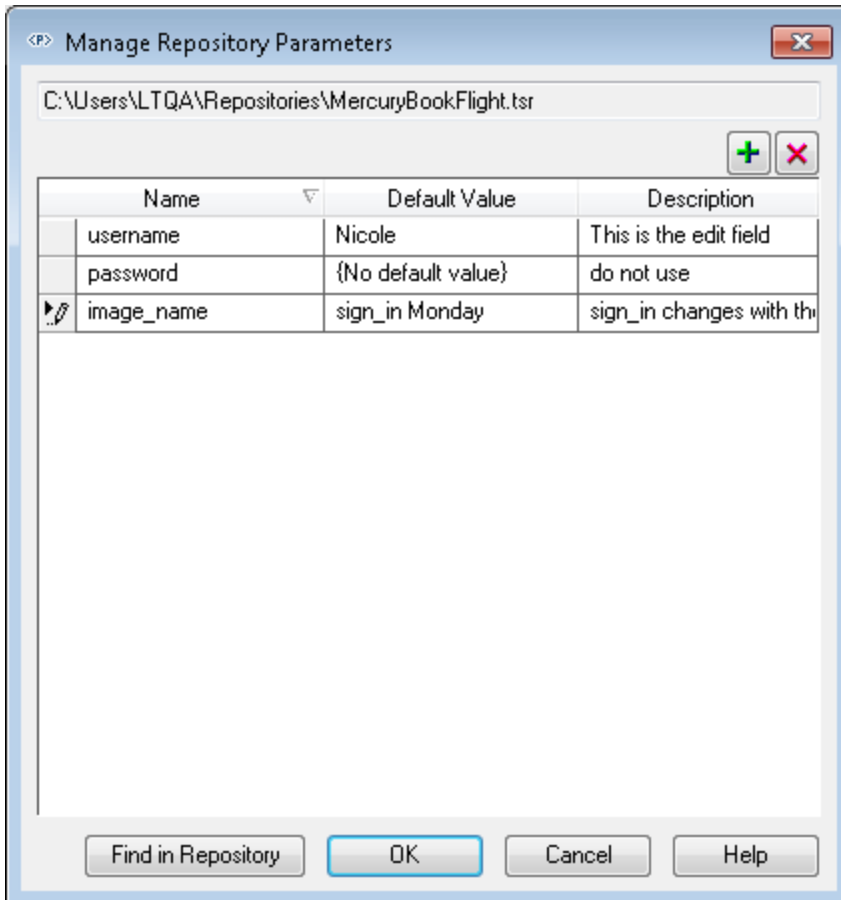 <P> Manage Repository Parameters
C:\Users\LTQA\Repositories\MercuryBookFlight.tsr
Name Default Value Description
username Nicole This is the edit field
password {No default value} do not use
image_name sign_in Monday sign_in changes with
Find in Repository OK Cancel Help